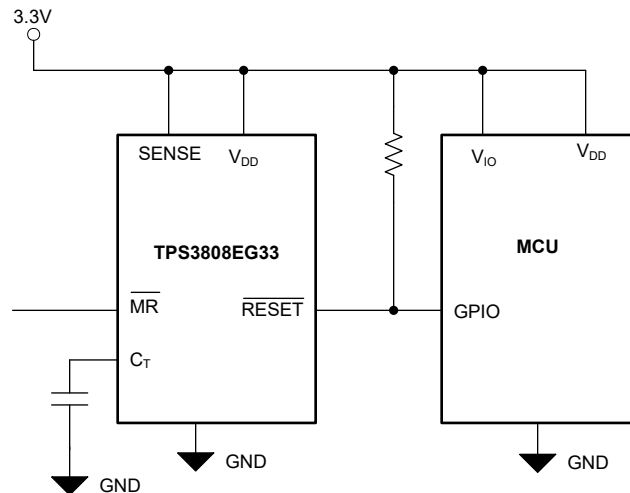 3.3V
SENSE
VDD
VIO
VDD
TPS3808EG33
MCU
MR
RESET
GPIO
CT
GND
GND
GND